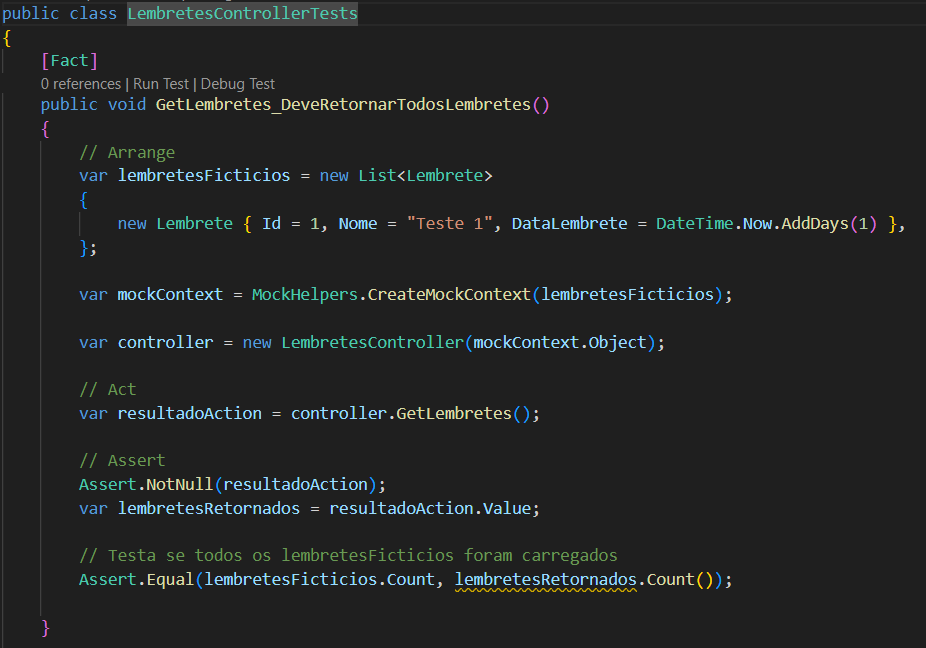 public class LembretesControllerTests
{
[Fact]
0 references | Run Test | Debug Test
public void GetLembretes_DeveRetornarTodosLembretes()
{
// Arrange
var lembretesFicticios = new List<Lembrete>
{
new Lembrete { Id = 1, Nome = "Teste 1", DataLembrete = DateTime.Now.AddDays(1) },
};
var mockContext = MockHelpers.CreateMockContext(lembretesFicticios);
var controller = new LembretesController(mockContext.Object);
// Act
var resultadoAction = controller.GetLembretes();
// Assert
Assert.NotNull(resultadoAction);
var lembretesRetornados = resultadoAction.Value;
// Testa se todos os lembretesFicticios foram carregados
Assert.Equal(lembretesFicticios.Count, lembretesRetornados.Count());
}